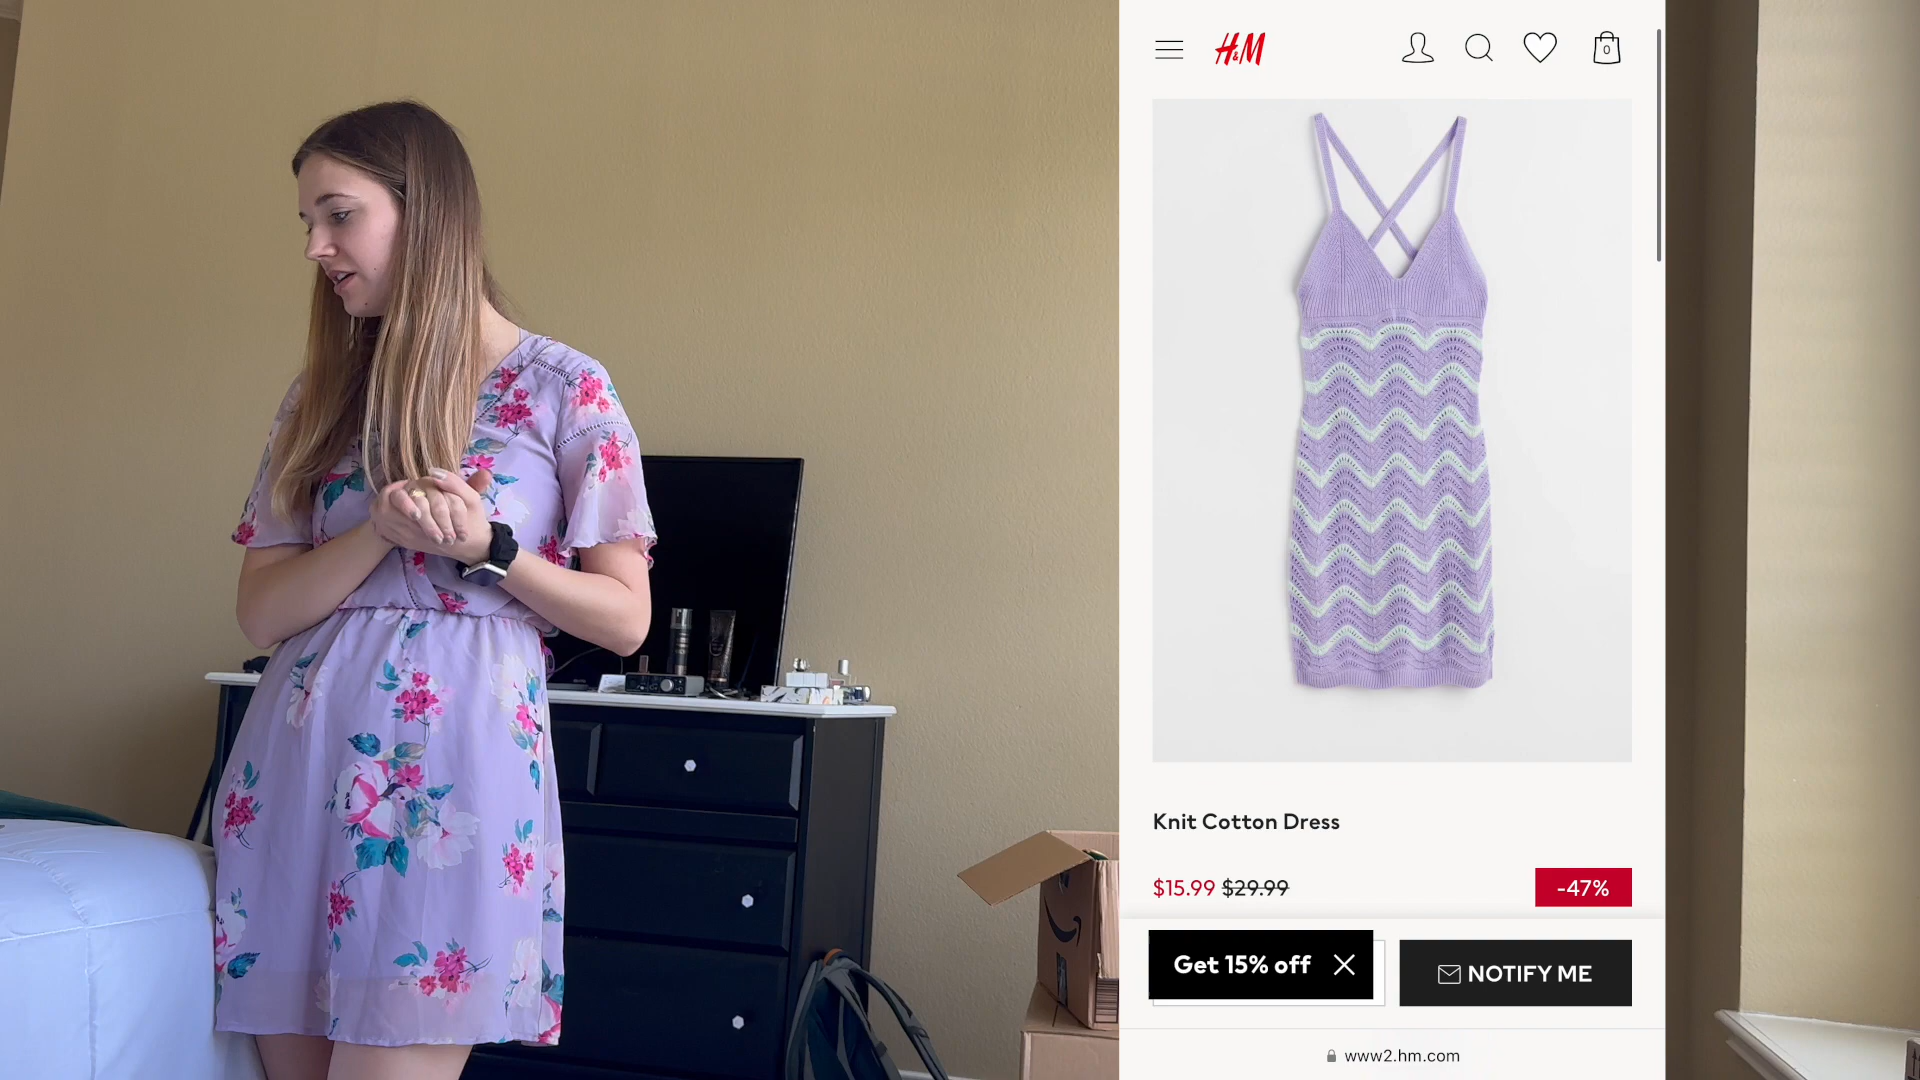 H&M
0
Knit Cotton Dress
$15.99 $29.99
-47%
Get 15% off
NOTIFY ME
www2.hm.com